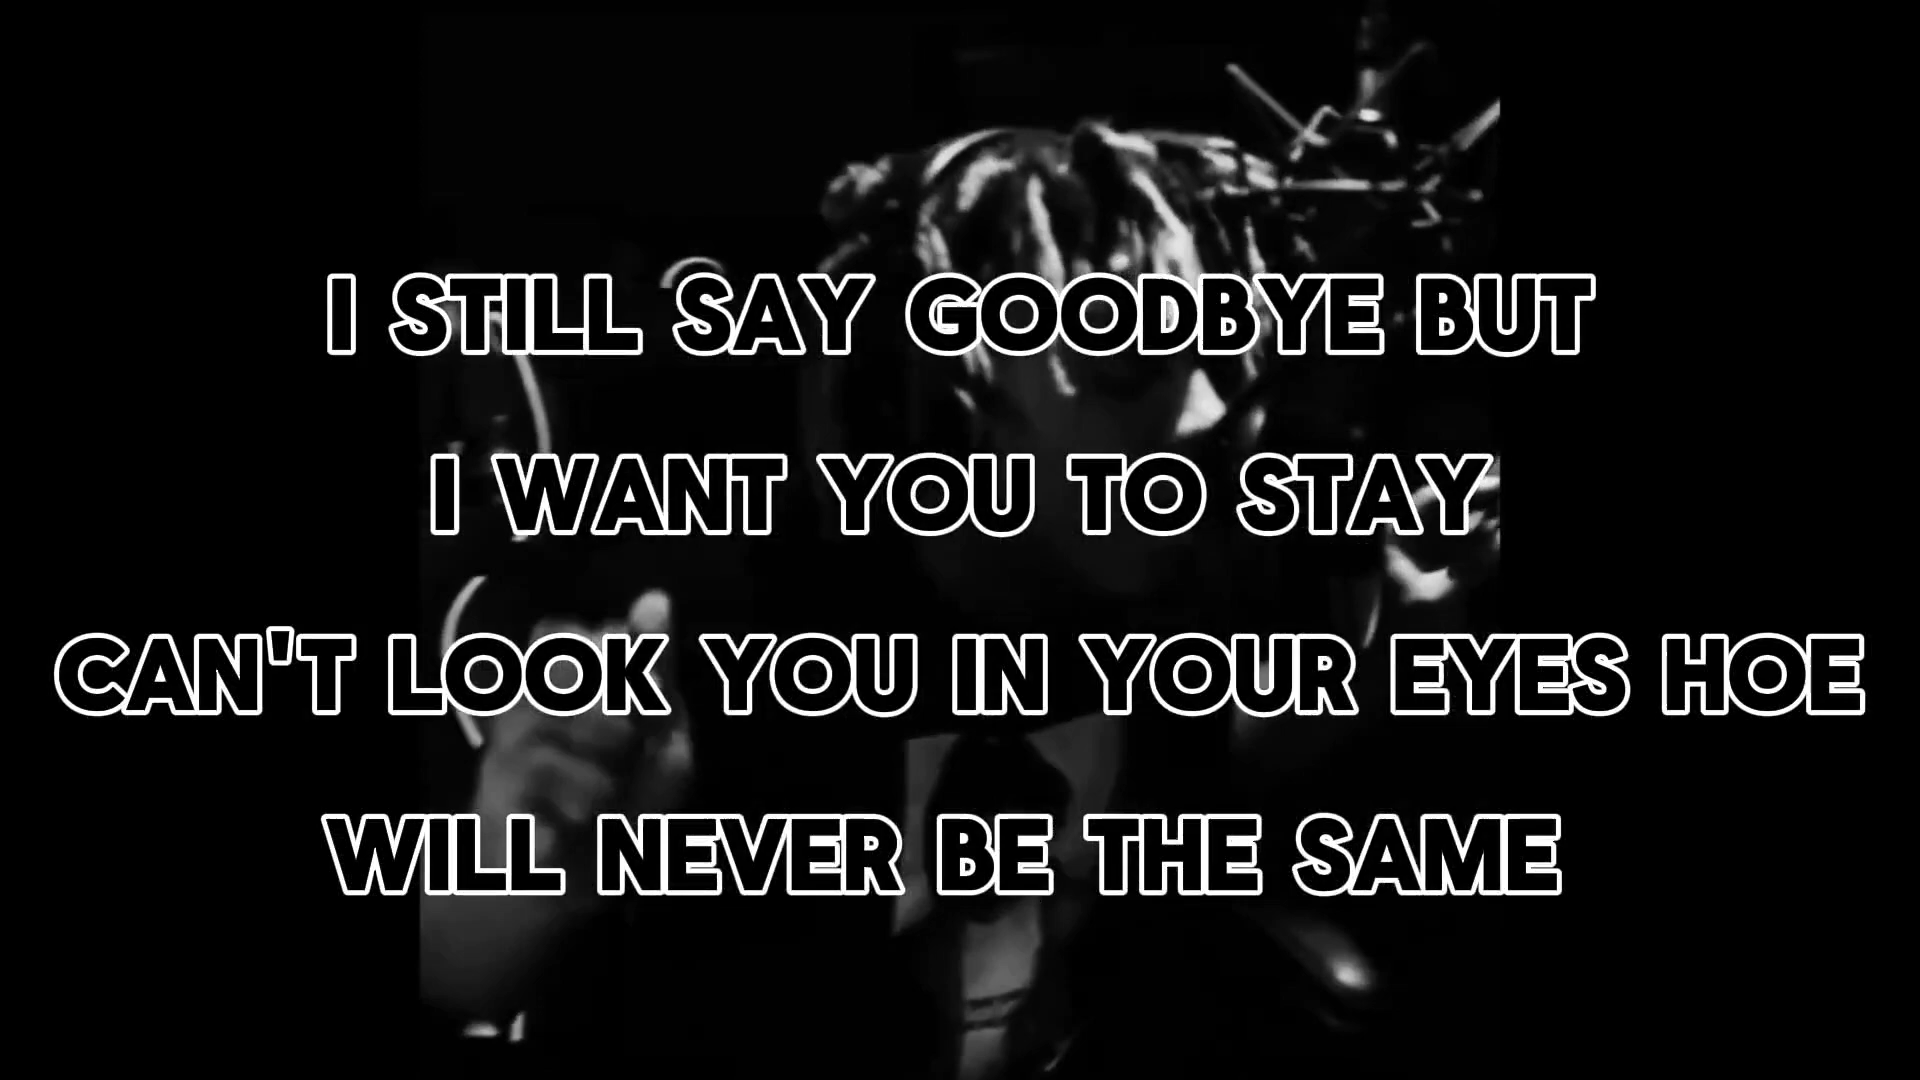 I STILL SAY GOODBYE BUT
I WANT YOU TO STAY
CAN'T LOOK YOU IN YOUR EYES HOE
WILL NEVER BE THE SAME